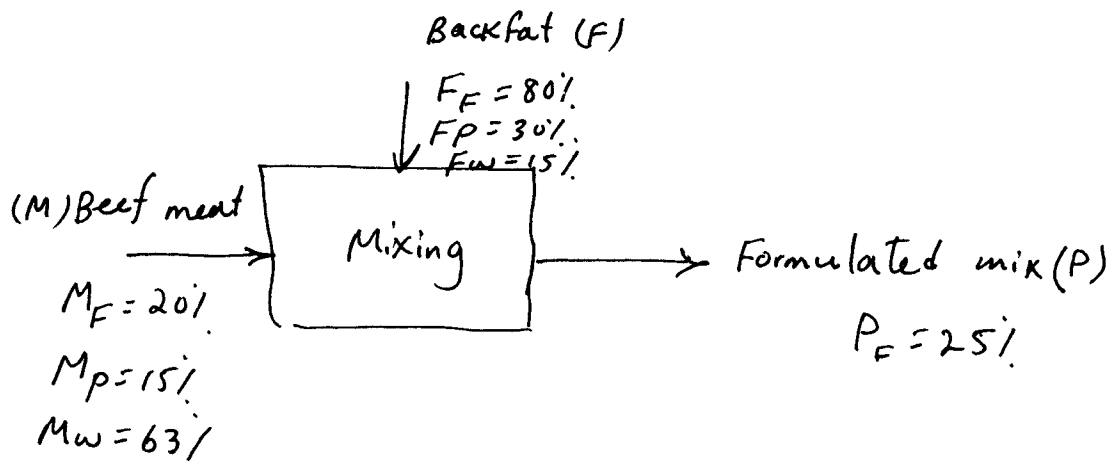 Backfat (F)
F_F = 80%
FP = 30%
Fw = 15%
(M) Beef meat
Mixing
Formulated mix (P)
M_F = 20%
P_F = 25%
Mp = 15%
Mw = 63%